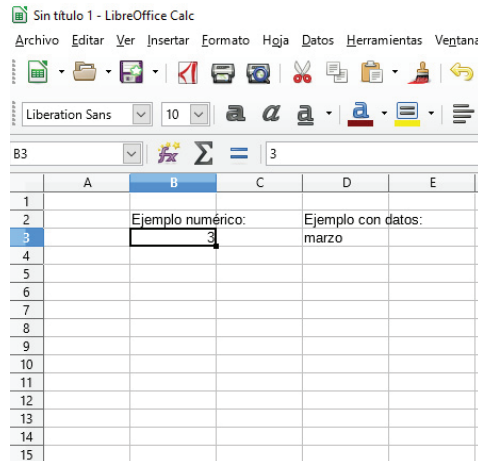 Sin título 1 - LibreOffice Calc
Archivo Editar Ver Insertar Formato Hoja Datos Herramientas Ventana
Liberation Sans 10 a a a a
B3 fx Σ = 3
A B C D E
1
2 Ejemplo numérico: Ejemplo con datos:
3 3 marzo
4
5
6
7
8
9
10
11
12
13
14
15